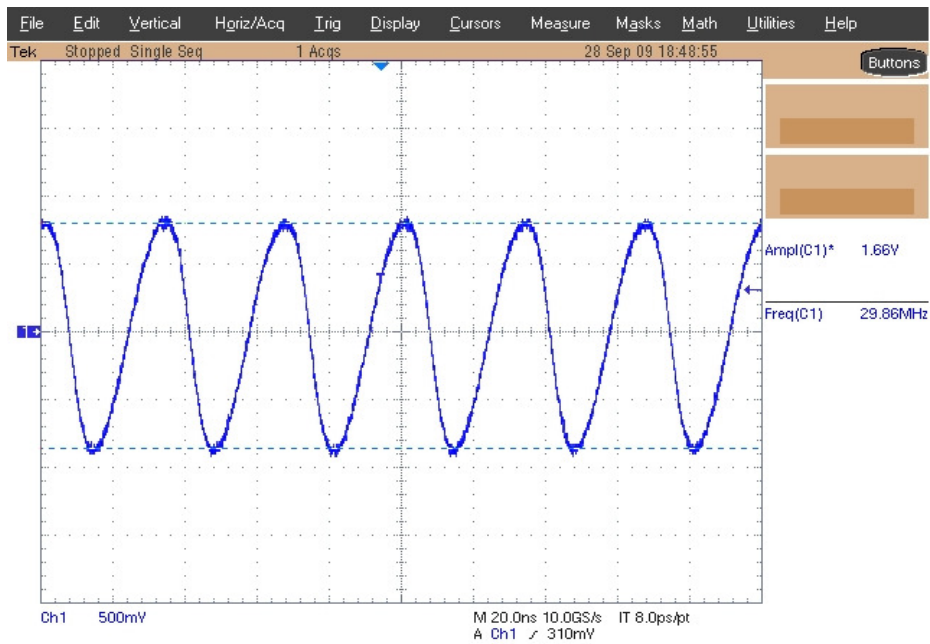 File Edit Vertical Horiz/Acq Trig Display Cursors Measure Masks Math Utilities Help
Tek Stopped Single Seq 1 Acqs 28 Sep 09 18:48:55
Buttons
Ampl(C1)* 1.66V
1
Freq(C1) 29.86MHz
Ch1 500mV M 20.0ns 10.0GS/s IT 8.0ps/pt
A Ch1 ∕ 310mV